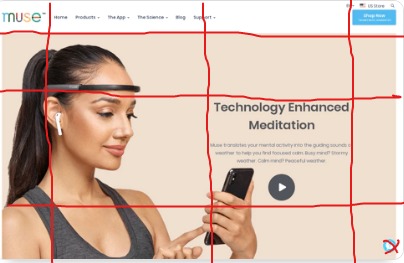 muse™
Home Products The App The Science Blog Support
US Store
Shop Now
Technology Enhanced
Meditation
Muse translates your mental activity into the guiding sounds of
weather to help you find focused calm. Busy mind? Stormy
weather. Calm mind? Peaceful weather.